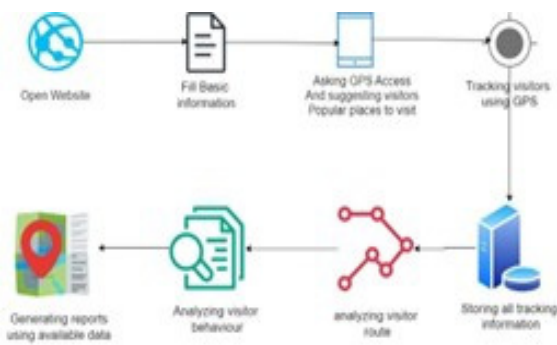 Open Website
Fill Basic
information
Asking GPS Access
And suggesting visitors
Popular places to visit
Tracking visitors
using GPS
Storing all tracking
information
analyzing visitor
route
Analyzing visitor
behaviour
Generating reports
using available data